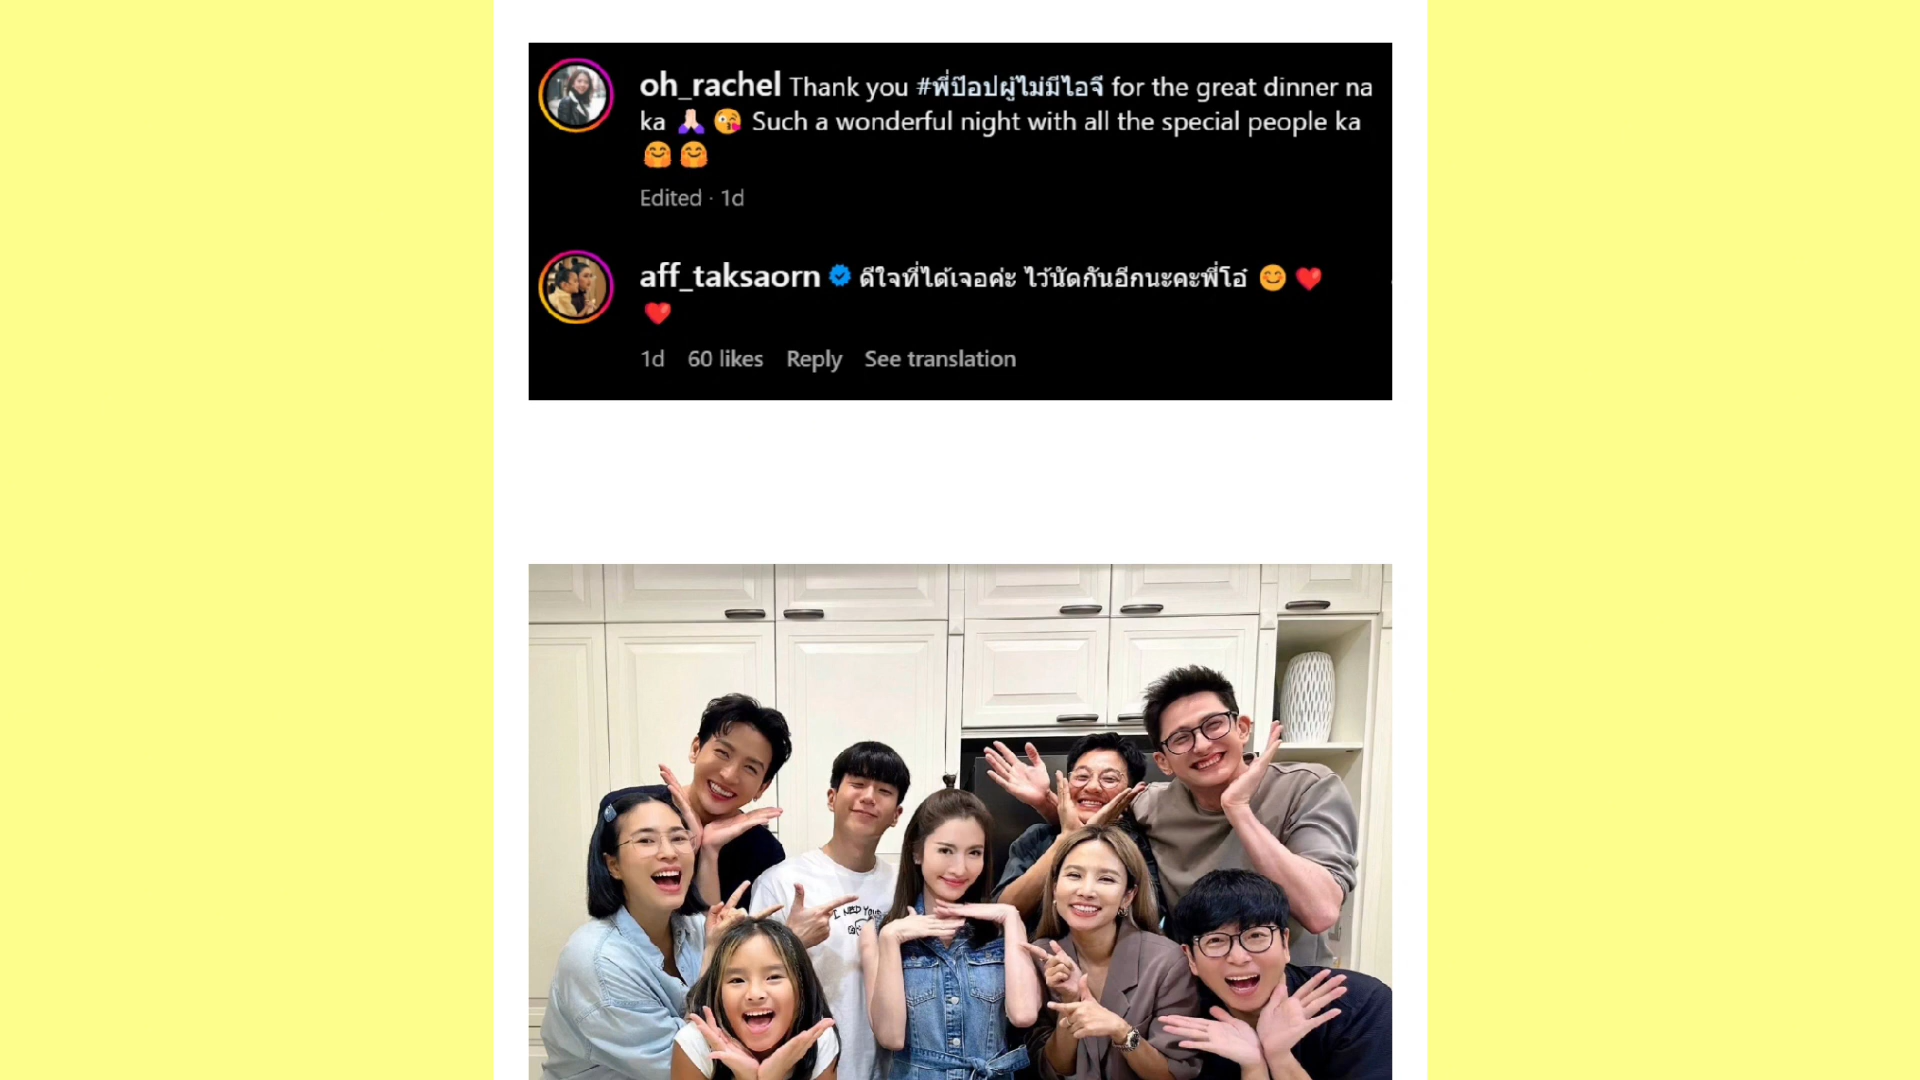 oh_rachel Thank you #พี่ป๊อปผู้ไม่มีไอจี for the great dinner na
ka 🙏🏻 😘 Such a wonderful night with all the special people ka
🤗 🤗
Edited · 1d
aff_taksaorn ดีใจที่ได้เจอค่ะ ไว้นัดกันอีกนะคะพี่โอ๋ 😊 ❤️
❤️
1d 60 likes Reply See translation
I NEED YOUR